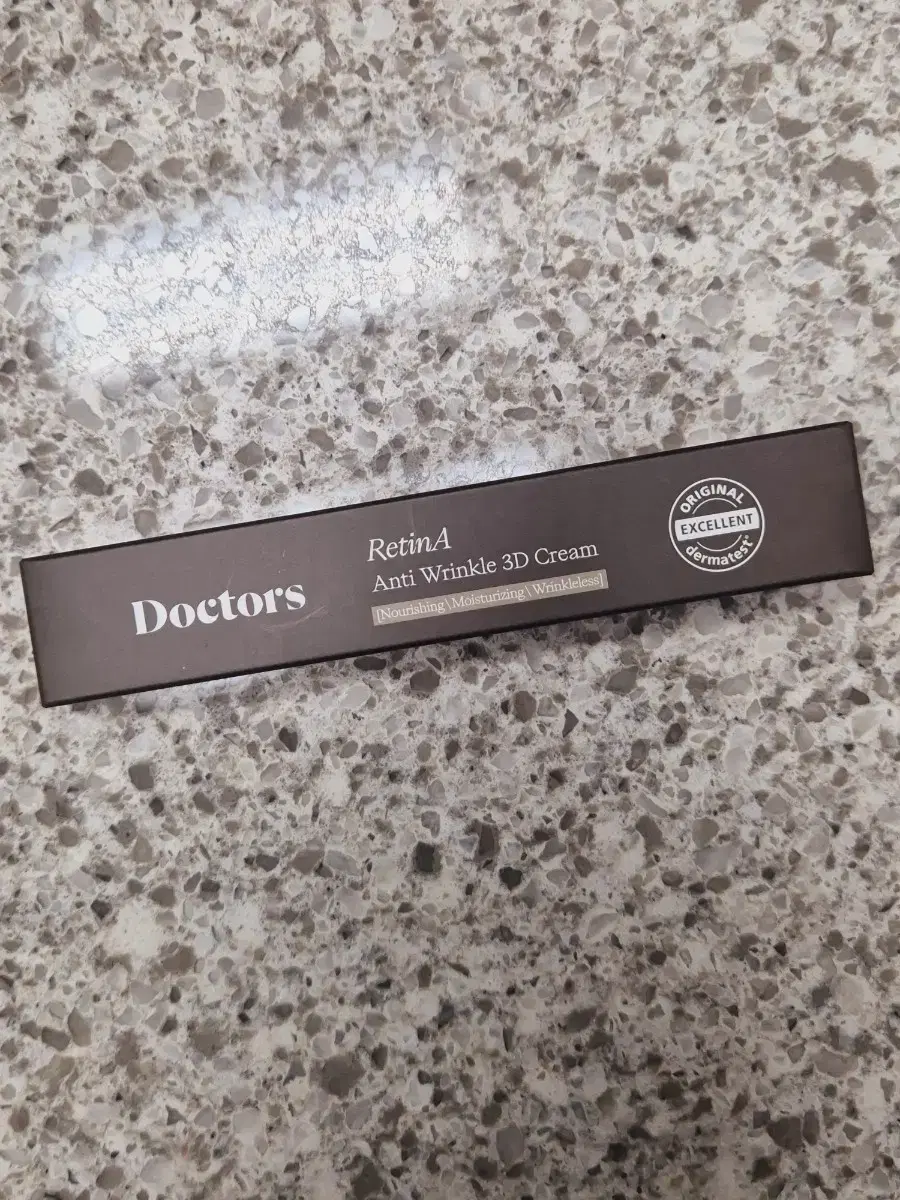 Doctors
RetinA
Anti Wrinkle 3D Cream
[Nourishing \ Moisturizing \ Wrinkleless]
ORIGINAL
EXCELLENT
dermatest®